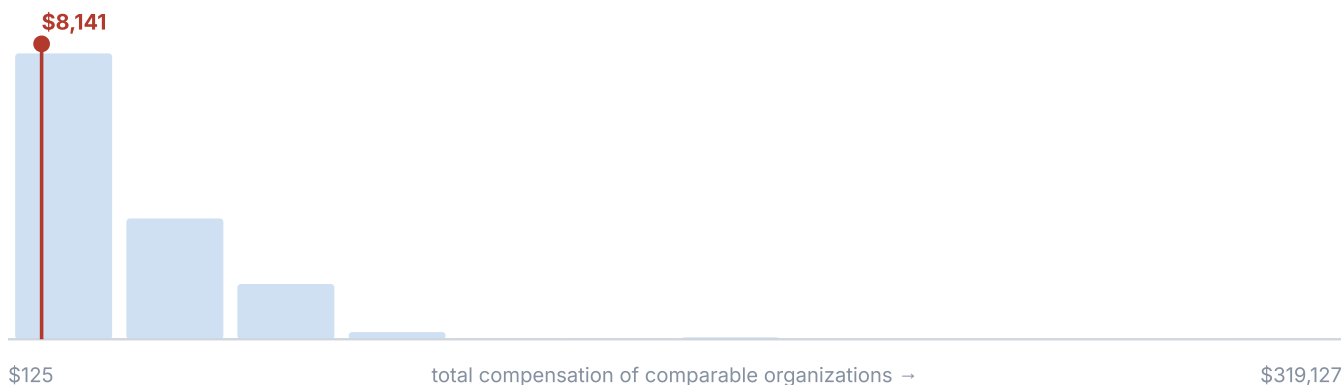 $8,141
$125 total compensation of comparable organizations → $319,127